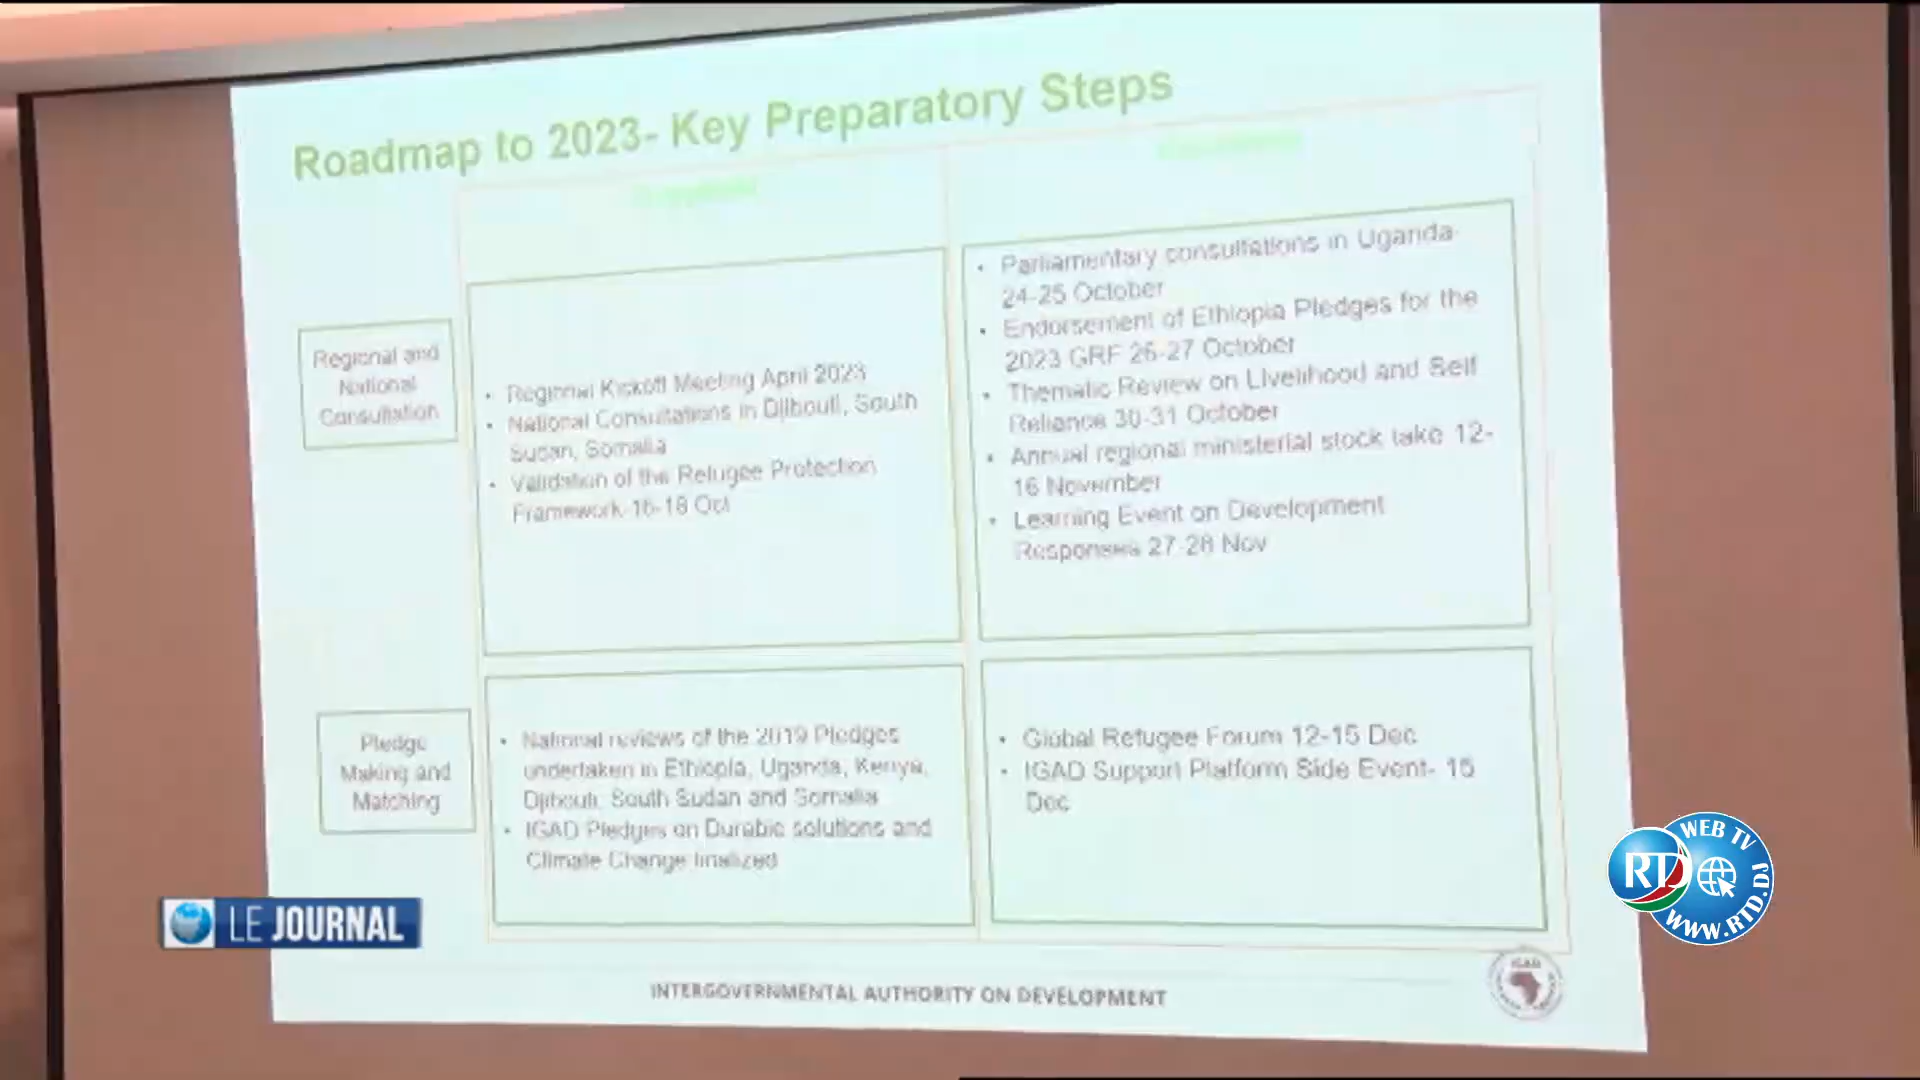 Roadmap to 2023- Key Preparatory Steps
Regional and
National
Consultation
• Regional Kickoff Meeting April 2023
• National Consultations in Djibouti, South
Sudan, Somalia
• Validation of the Refugee Protection
Framework Oct
• Parliamentary consultations in Uganda
24-25 October
• Endorsement of Ethiopia Pledges for the
2023 GRF 26-27 October
• Thematic Review on Livelihood and Self
Reliance 30-31 October
• Annual regional ministerial stock take 12-
16 November
• Learning Event on Development
Responses 27-28 Nov
Pledge
Making and
Matching
• National reviews of the 2019 Pledges
undertaken in Ethiopia, Uganda, Kenya,
Djibouti, South Sudan and Somalia
• IGAD Pledges on Durable solutions and
Climate Change finalized
• Global Refugee Forum 12-15 Dec
• IGAD Support Platform Side Event- 15
Dec
INTERGOVERNMENTAL AUTHORITY ON DEVELOPMENT
IGAD
LE JOURNAL
RTD
WEB TV
WWW.RTD.DJ